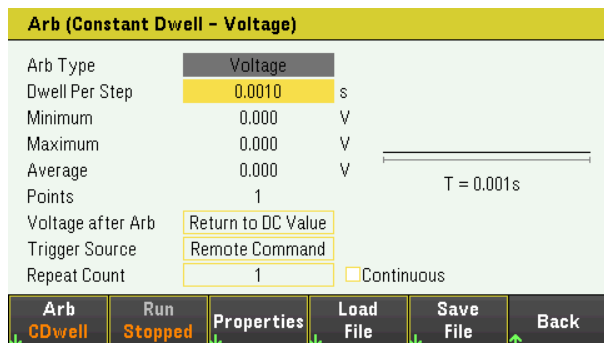 Arb (Constant Dwell – Voltage)
Arb Type Voltage
Dwell Per Step 0.0010 s
Minimum 0.000 V
Maximum 0.000 V
Average 0.000 V
T = 0.001s
Points 1
Voltage after Arb Return to DC Value
Trigger Source Remote Command
Repeat Count 1 Continuous
Arb Run Properties Load Save Back
CDwell Stopped File File